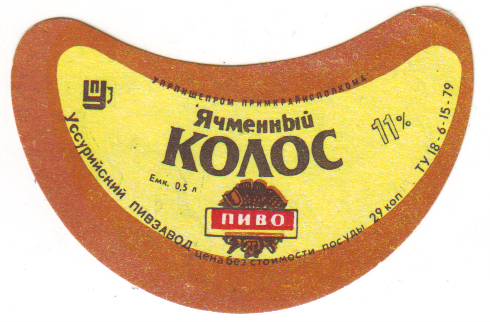 УПРПИЩЕПРОМ ПРИМКРАЙИСПОЛКОМА
Ячменный
КОЛОС
11%
Емк. 0,5 л
ПИВО
Уссурийский ПИВЗАВОД цена без стоимости посуды 29 коп ТУ 18-6-15-79